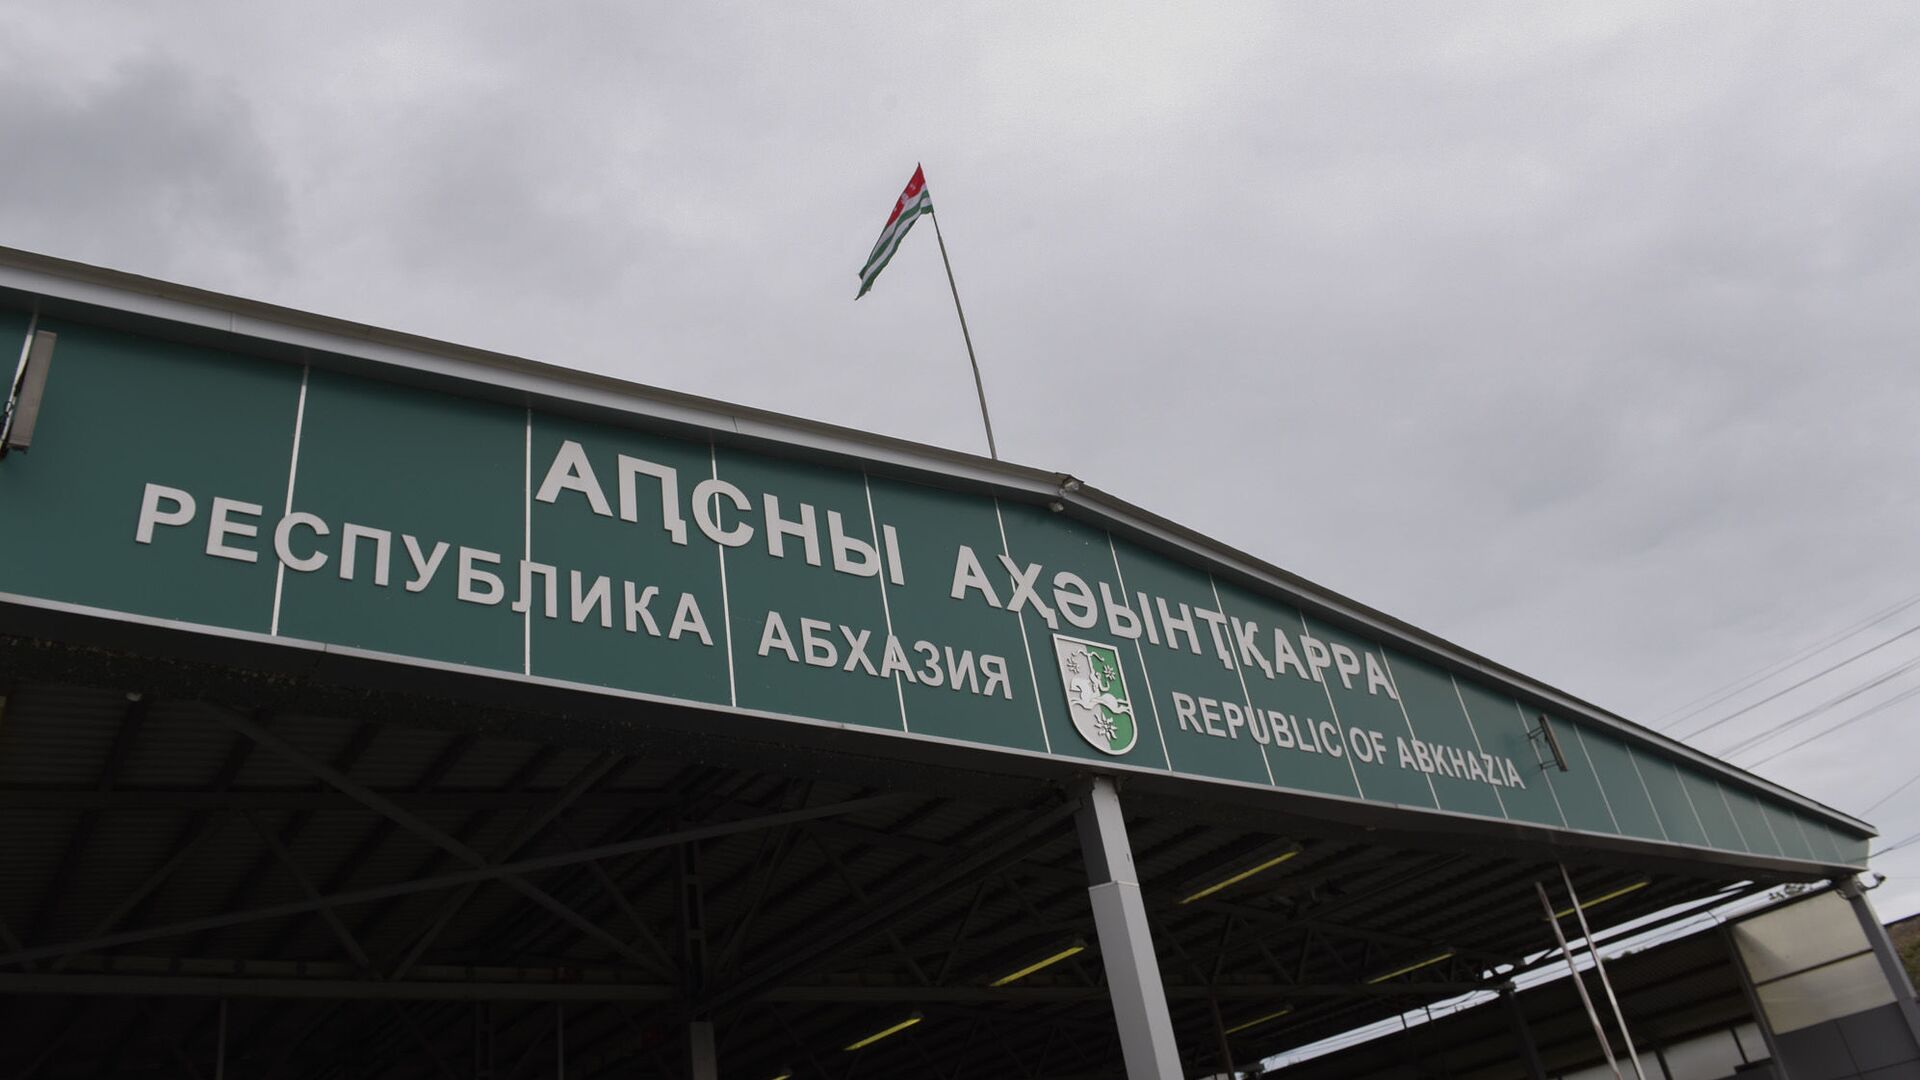 АԤСНЫ АҲӘЫНҬҚАРРА
РЕСПУБЛИКА АБХАЗИЯ
REPUBLIC OF ABKHAZIA